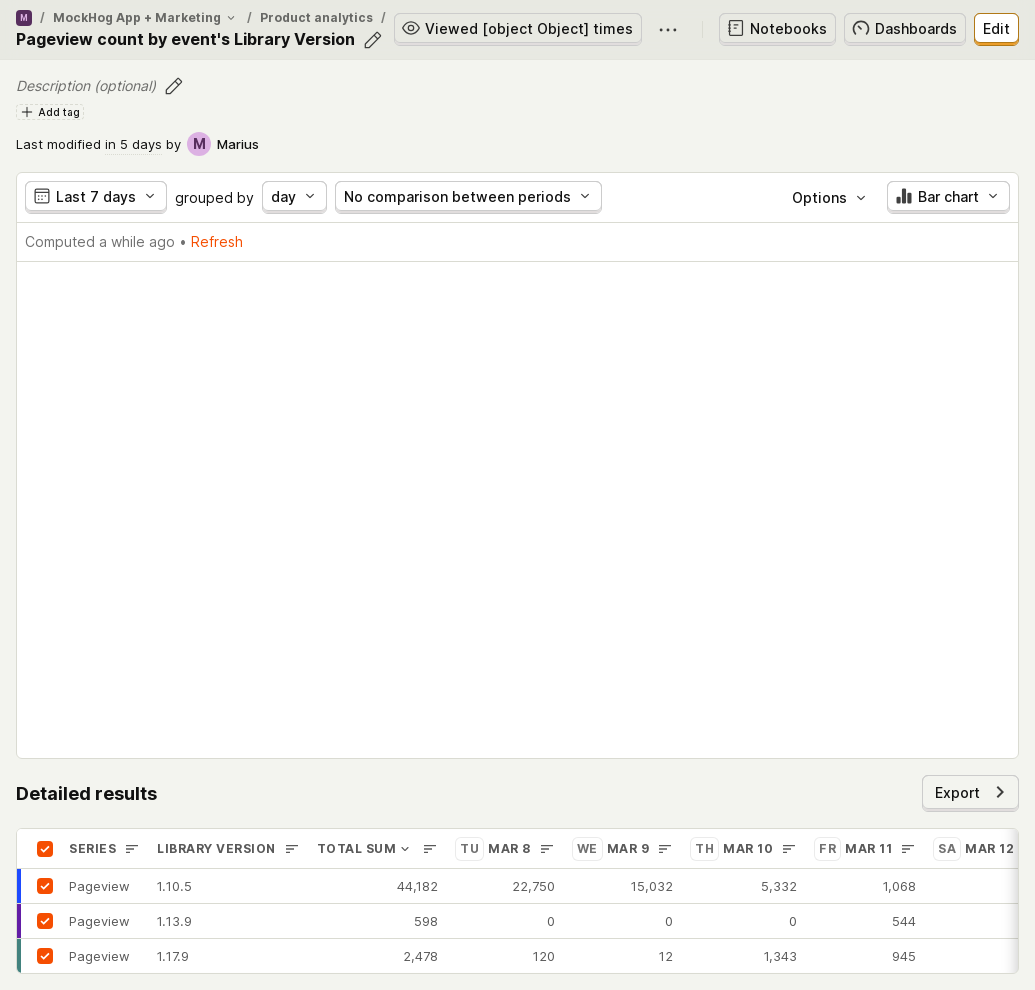 M / MockHog App + Marketing / Product analytics /
Pageview count by event's Library Version
Viewed [object Object] times
Notebooks
Dashboards
Edit
Description (optional)
Add tag
Last modified in 5 days by M Marius
Last 7 days grouped by day No comparison between periods Options Bar chart
Computed a while ago • Refresh
Detailed results
Export
SERIES LIBRARY VERSION TOTAL SUM TU MAR 8 WE MAR 9 TH MAR 10 FR MAR 11 SA MAR 12
Pageview 1.10.5 44,182 22,750 15,032 5,332 1,068
Pageview 1.13.9 598 0 0 0 544
Pageview 1.17.9 2,478 120 12 1,343 945